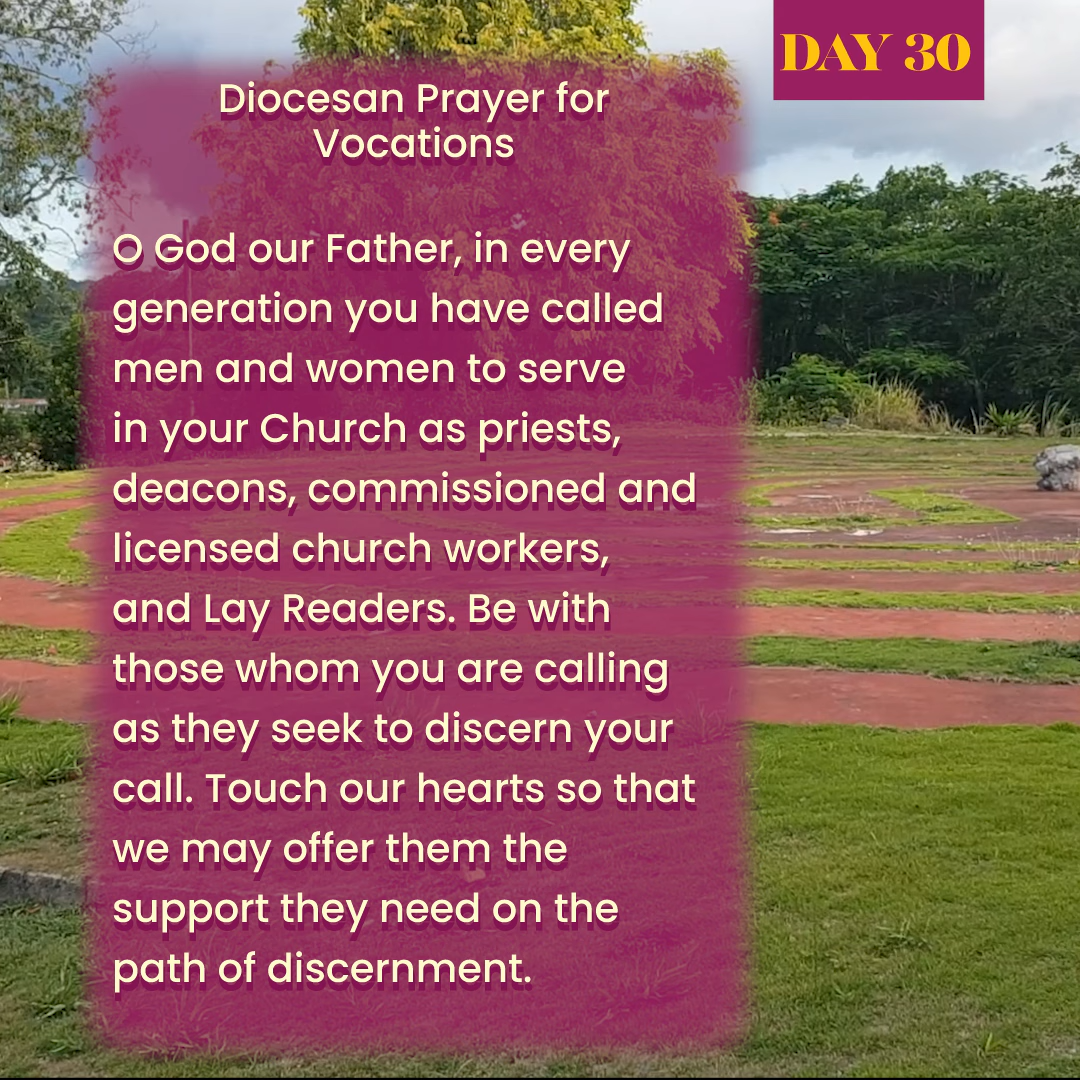 DAY 30
Diocesan Prayer for
Vocations
O God our Father, in every
generation you have called
men and women to serve
in your Church as priests,
deacons, commissioned and
licensed church workers,
and Lay Readers. Be with
those whom you are calling
as they seek to discern your
call. Touch our hearts so that
we may offer them the
support they need on the
path of discernment.